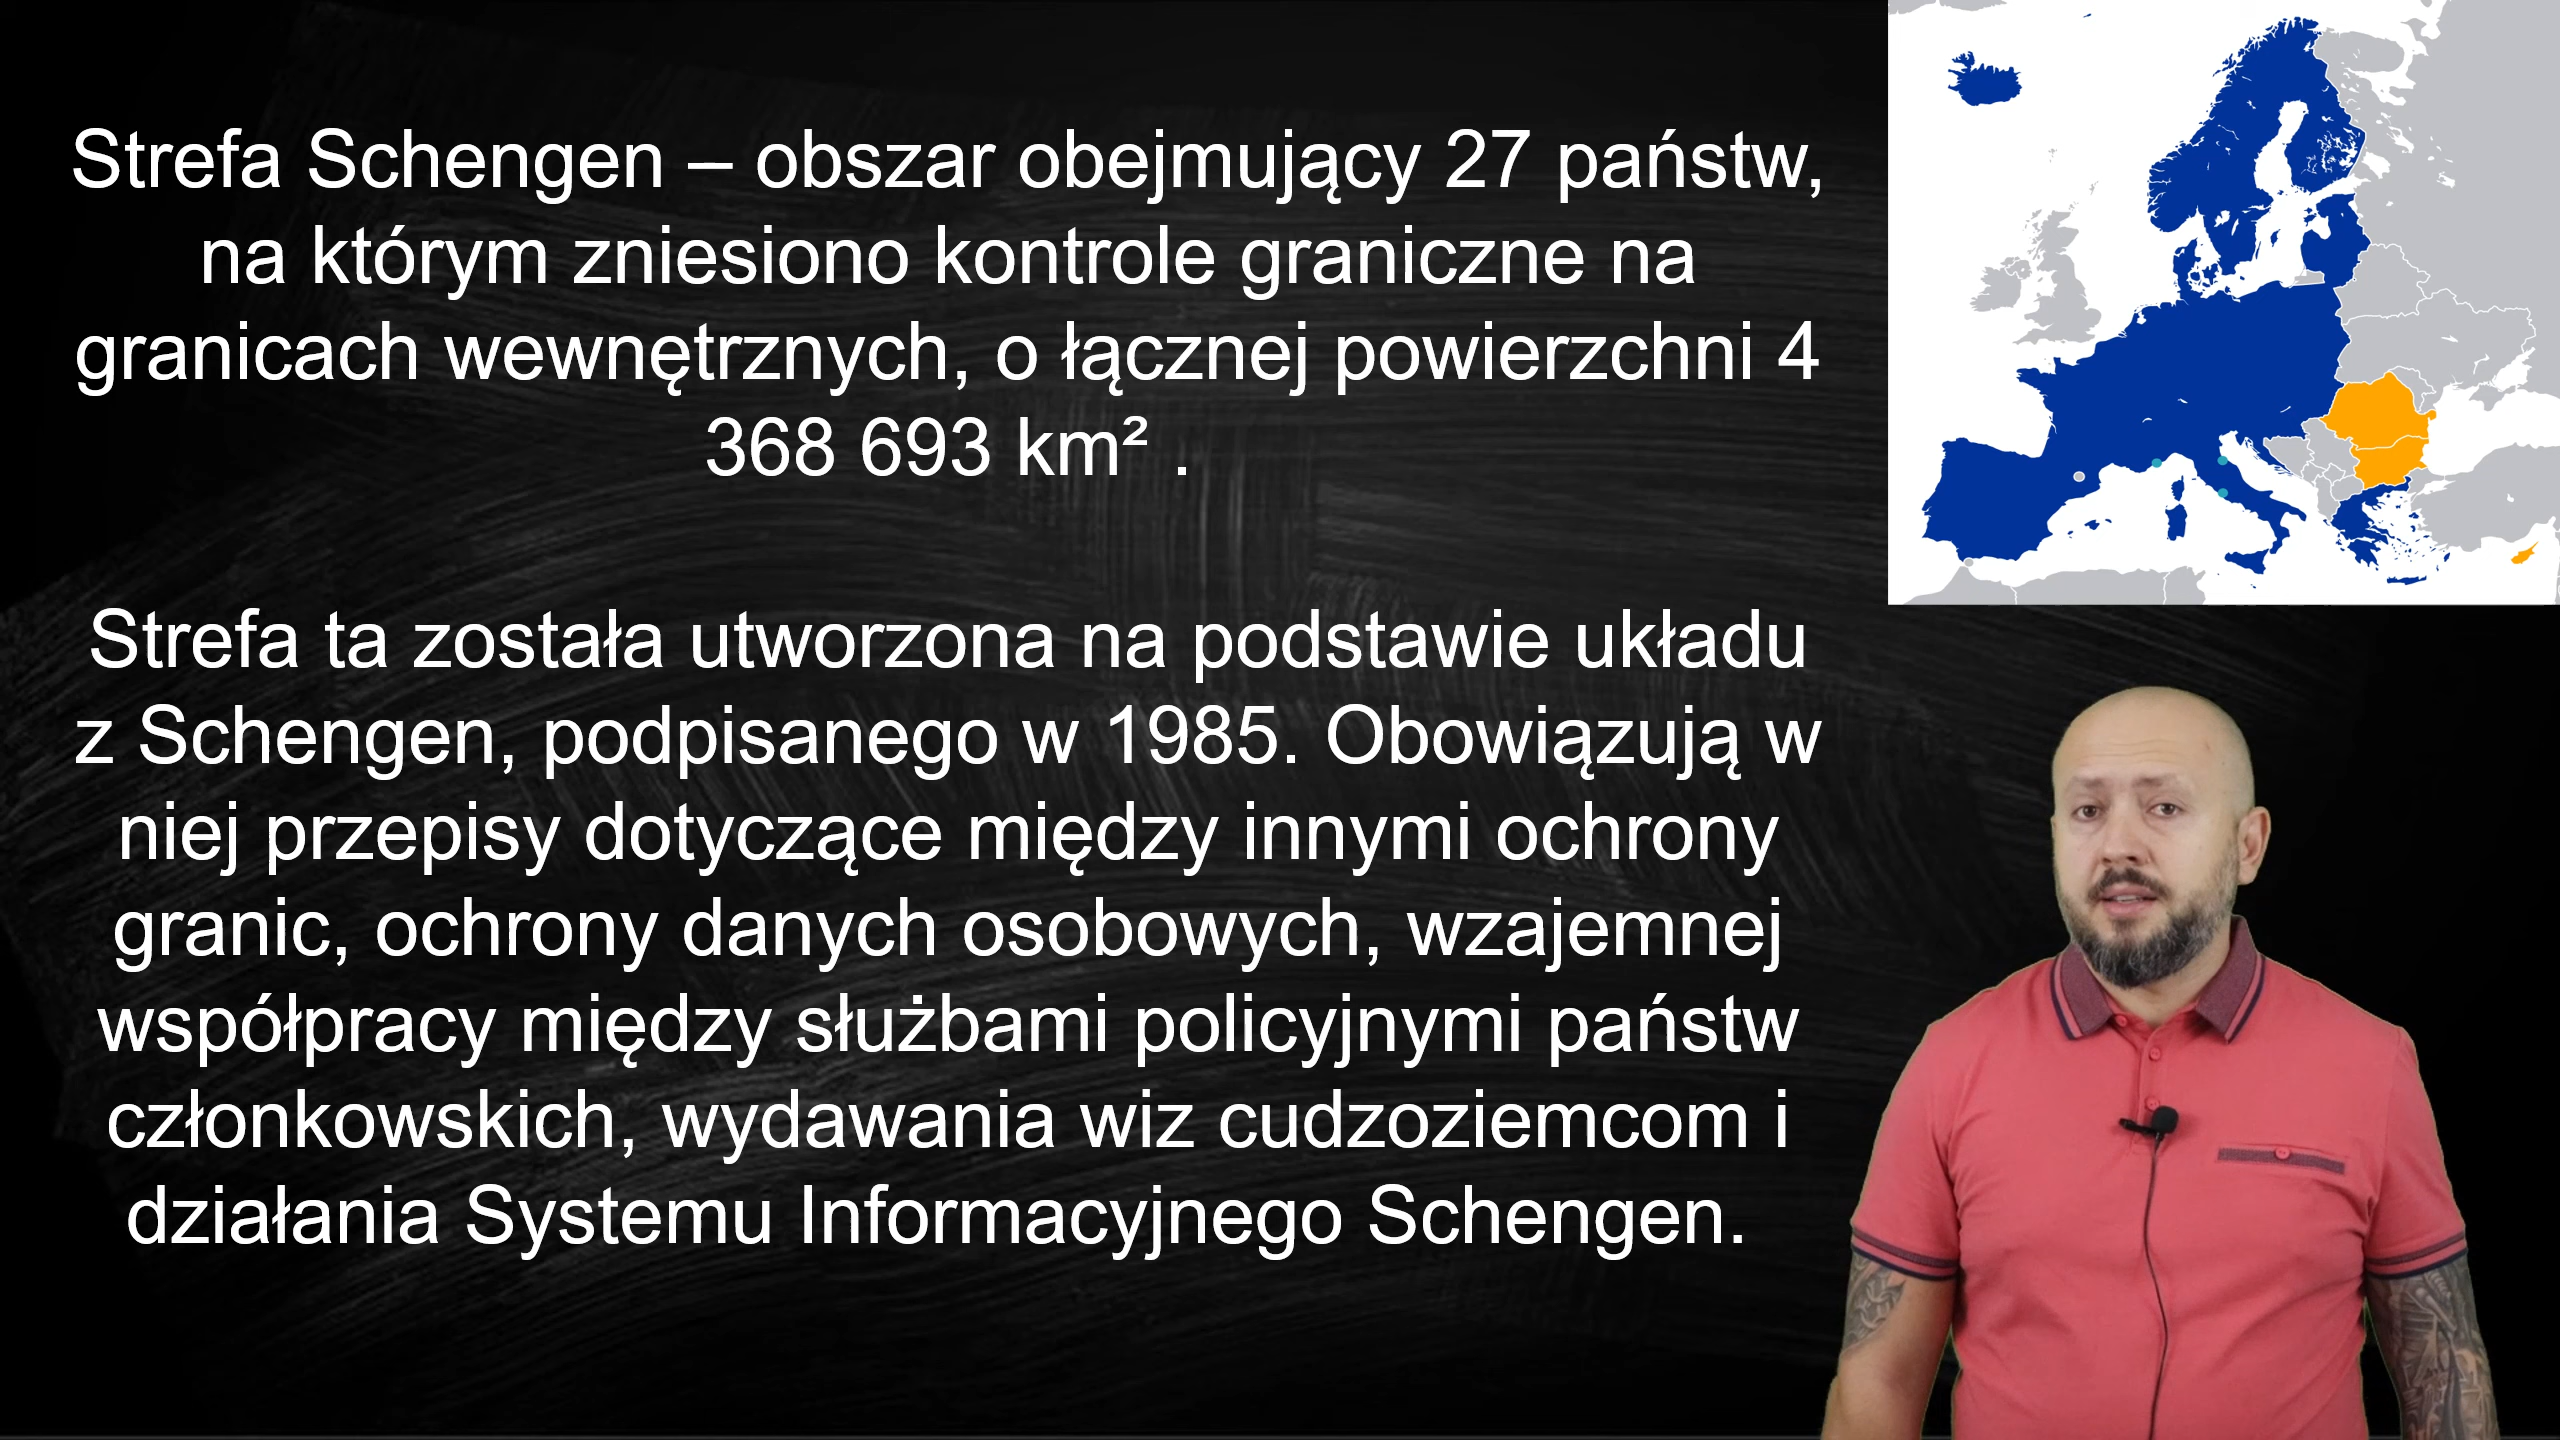 Strefa Schengen – obszar obejmujący 27 państw,
na którym zniesiono kontrole graniczne na
granicach wewnętrznych, o łącznej powierzchni 4
368 693 km² .
Strefa ta została utworzona na podstawie układu
z Schengen, podpisanego w 1985. Obowiązują w
niej przepisy dotyczące między innymi ochrony
granic, ochrony danych osobowych, wzajemnej
współpracy między służbami policyjnymi państw
członkowskich, wydawania wiz cudzoziemcom i
działania Systemu Informacyjnego Schengen.